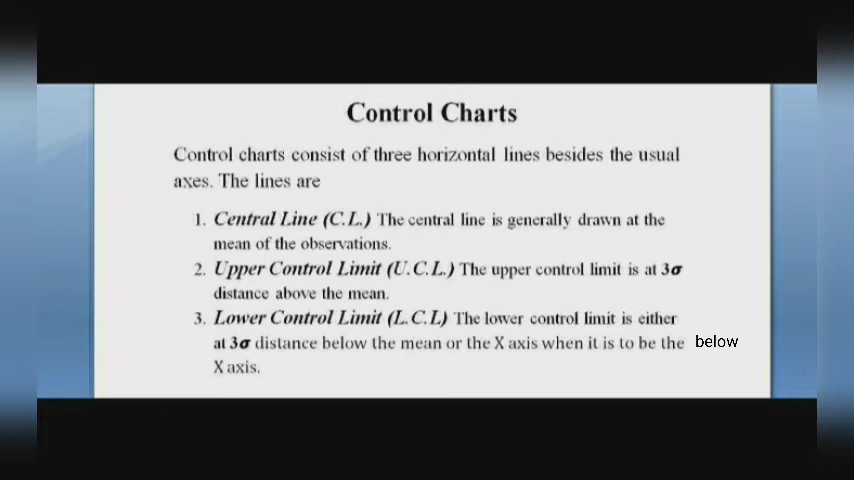 Control Charts
Control charts consist of three horizontal lines besides the usual
axes. The lines are
1. Central Line (C.L.) The central line is generally drawn at the
mean of the observations.
2. Upper Control Limit (U.C.L.) The upper control limit is at 3σ
distance above the mean.
3. Lower Control Limit (L.C.L) The lower control limit is either
at 3σ distance below the mean or the X axis when it is to be the below
X axis.